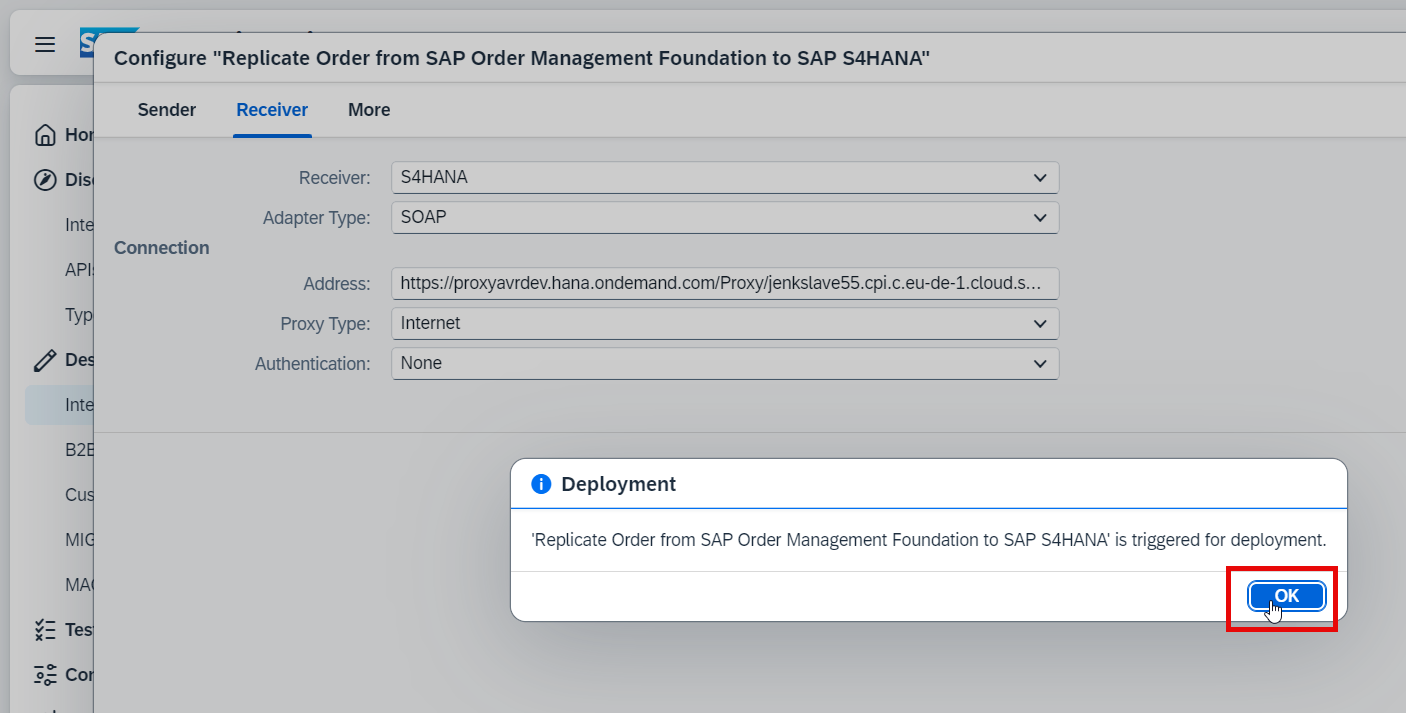 Configure "Replicate Order from SAP Order Management Foundation to SAP S4HANA"
Sender
Receiver
More
Receiver:
S4HANA
Adapter Type:
SOAP
Connection
Address:
https://proxyavrdev.hana.ondemand.com/Proxy/jenkslave55.cpi.c.eu-de-1.cloud.s...
Proxy Type:
Internet
Authentication:
None
Hor
Dis
Inte
APIs
Typ
Des
Inte
B2B
Cus
MIG
MAG
Tes
Cor
Deployment
'Replicate Order from SAP Order Management Foundation to SAP S4HANA' is triggered for deployment.
OK